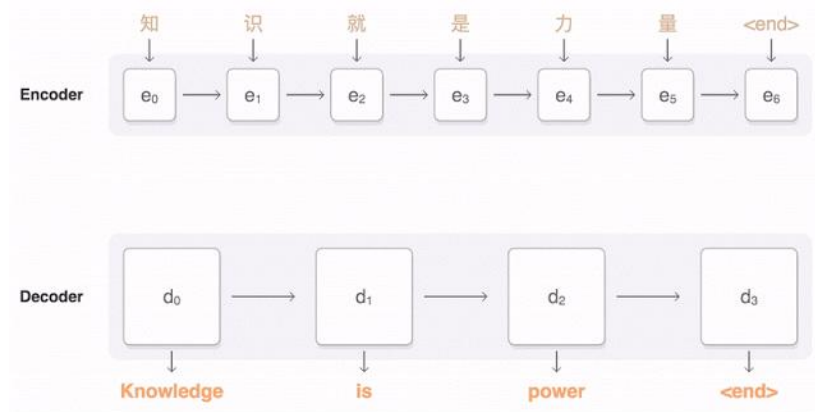 知 识 就 是 力 量 <end>
Encoder e₀ e₁ e₂ e₃ e₄ e₅ e₆
Decoder d₀ d₁ d₂ d₃
Knowledge is power <end>